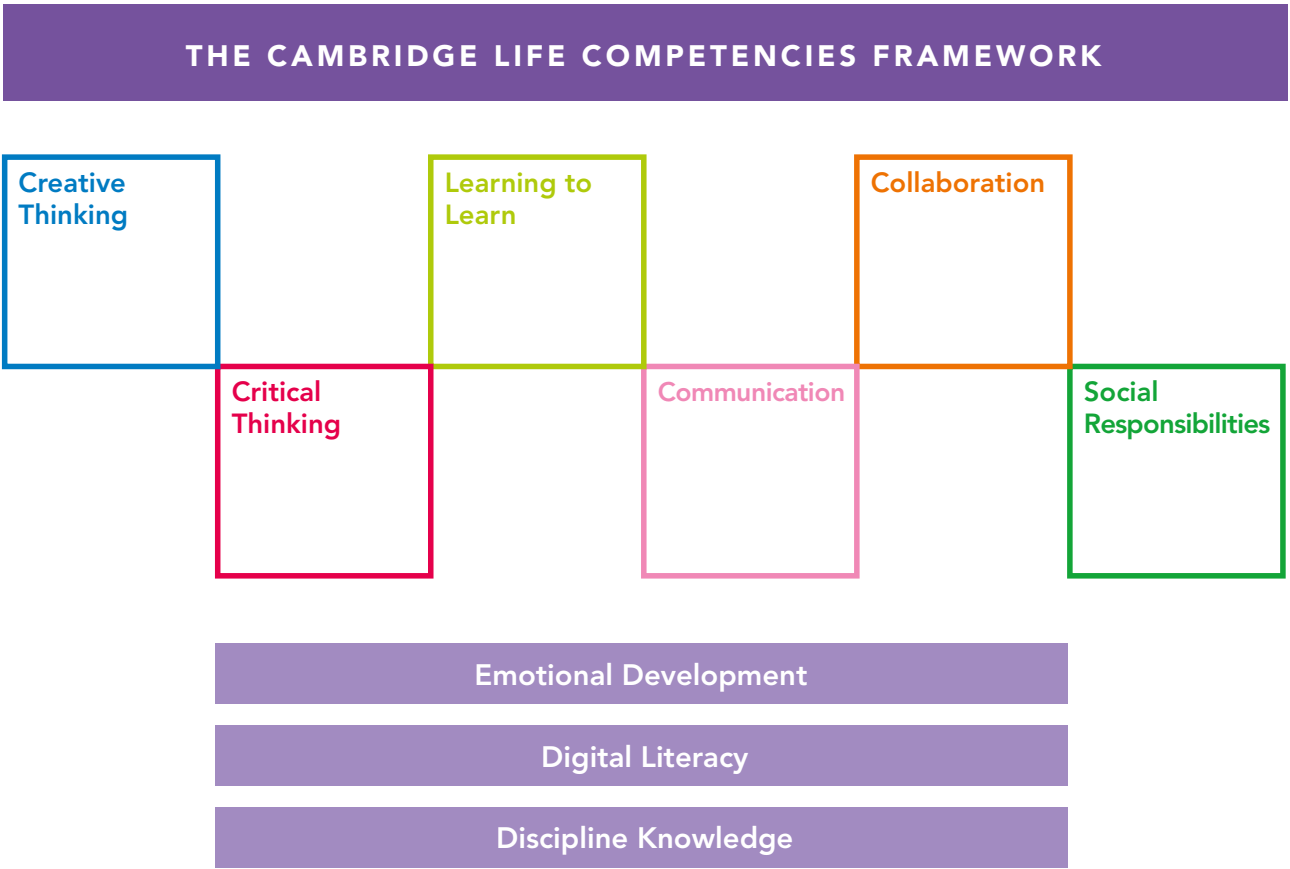 THE CAMBRIDGE LIFE COMPETENCIES FRAMEWORK
Creative
Thinking
Critical
Thinking
Learning to
Learn
Communication
Collaboration
Social
Responsibilities
Emotional Development
Digital Literacy
Discipline Knowledge